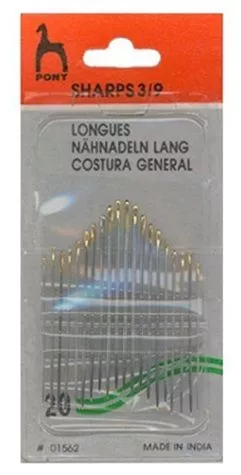 PONY
SHARPS 3/9
LONGUES
NÄHNADELN LANG
COSTURA GENERAL
20
# 01562 MADE IN INDIA